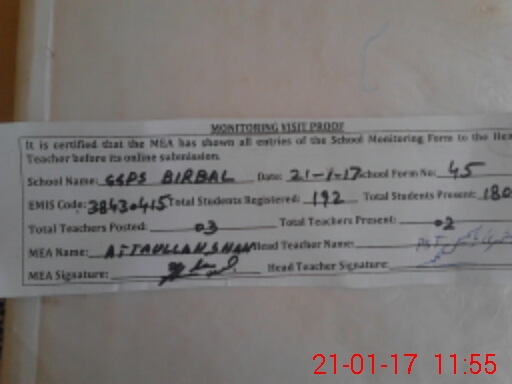 MONITORING VISIT PROOF
It is certified that the MEA has shown all entries of the School Monitoring Form to the Hea
Teacher before its online submission.
School Name: GGPS BIRBAL Date: 21-1-17 School Form No: 45
EMIS Code: 38430415 Total Students Registered: 192 Total Students Present: 180
Total Teachers Posted: 03 Total Teachers Present: 02
MEA Name: ATTAULLAH SHAH Head Teacher Name: PST
MEA Signature: Head Teacher Signature:
21-01-17 11:55